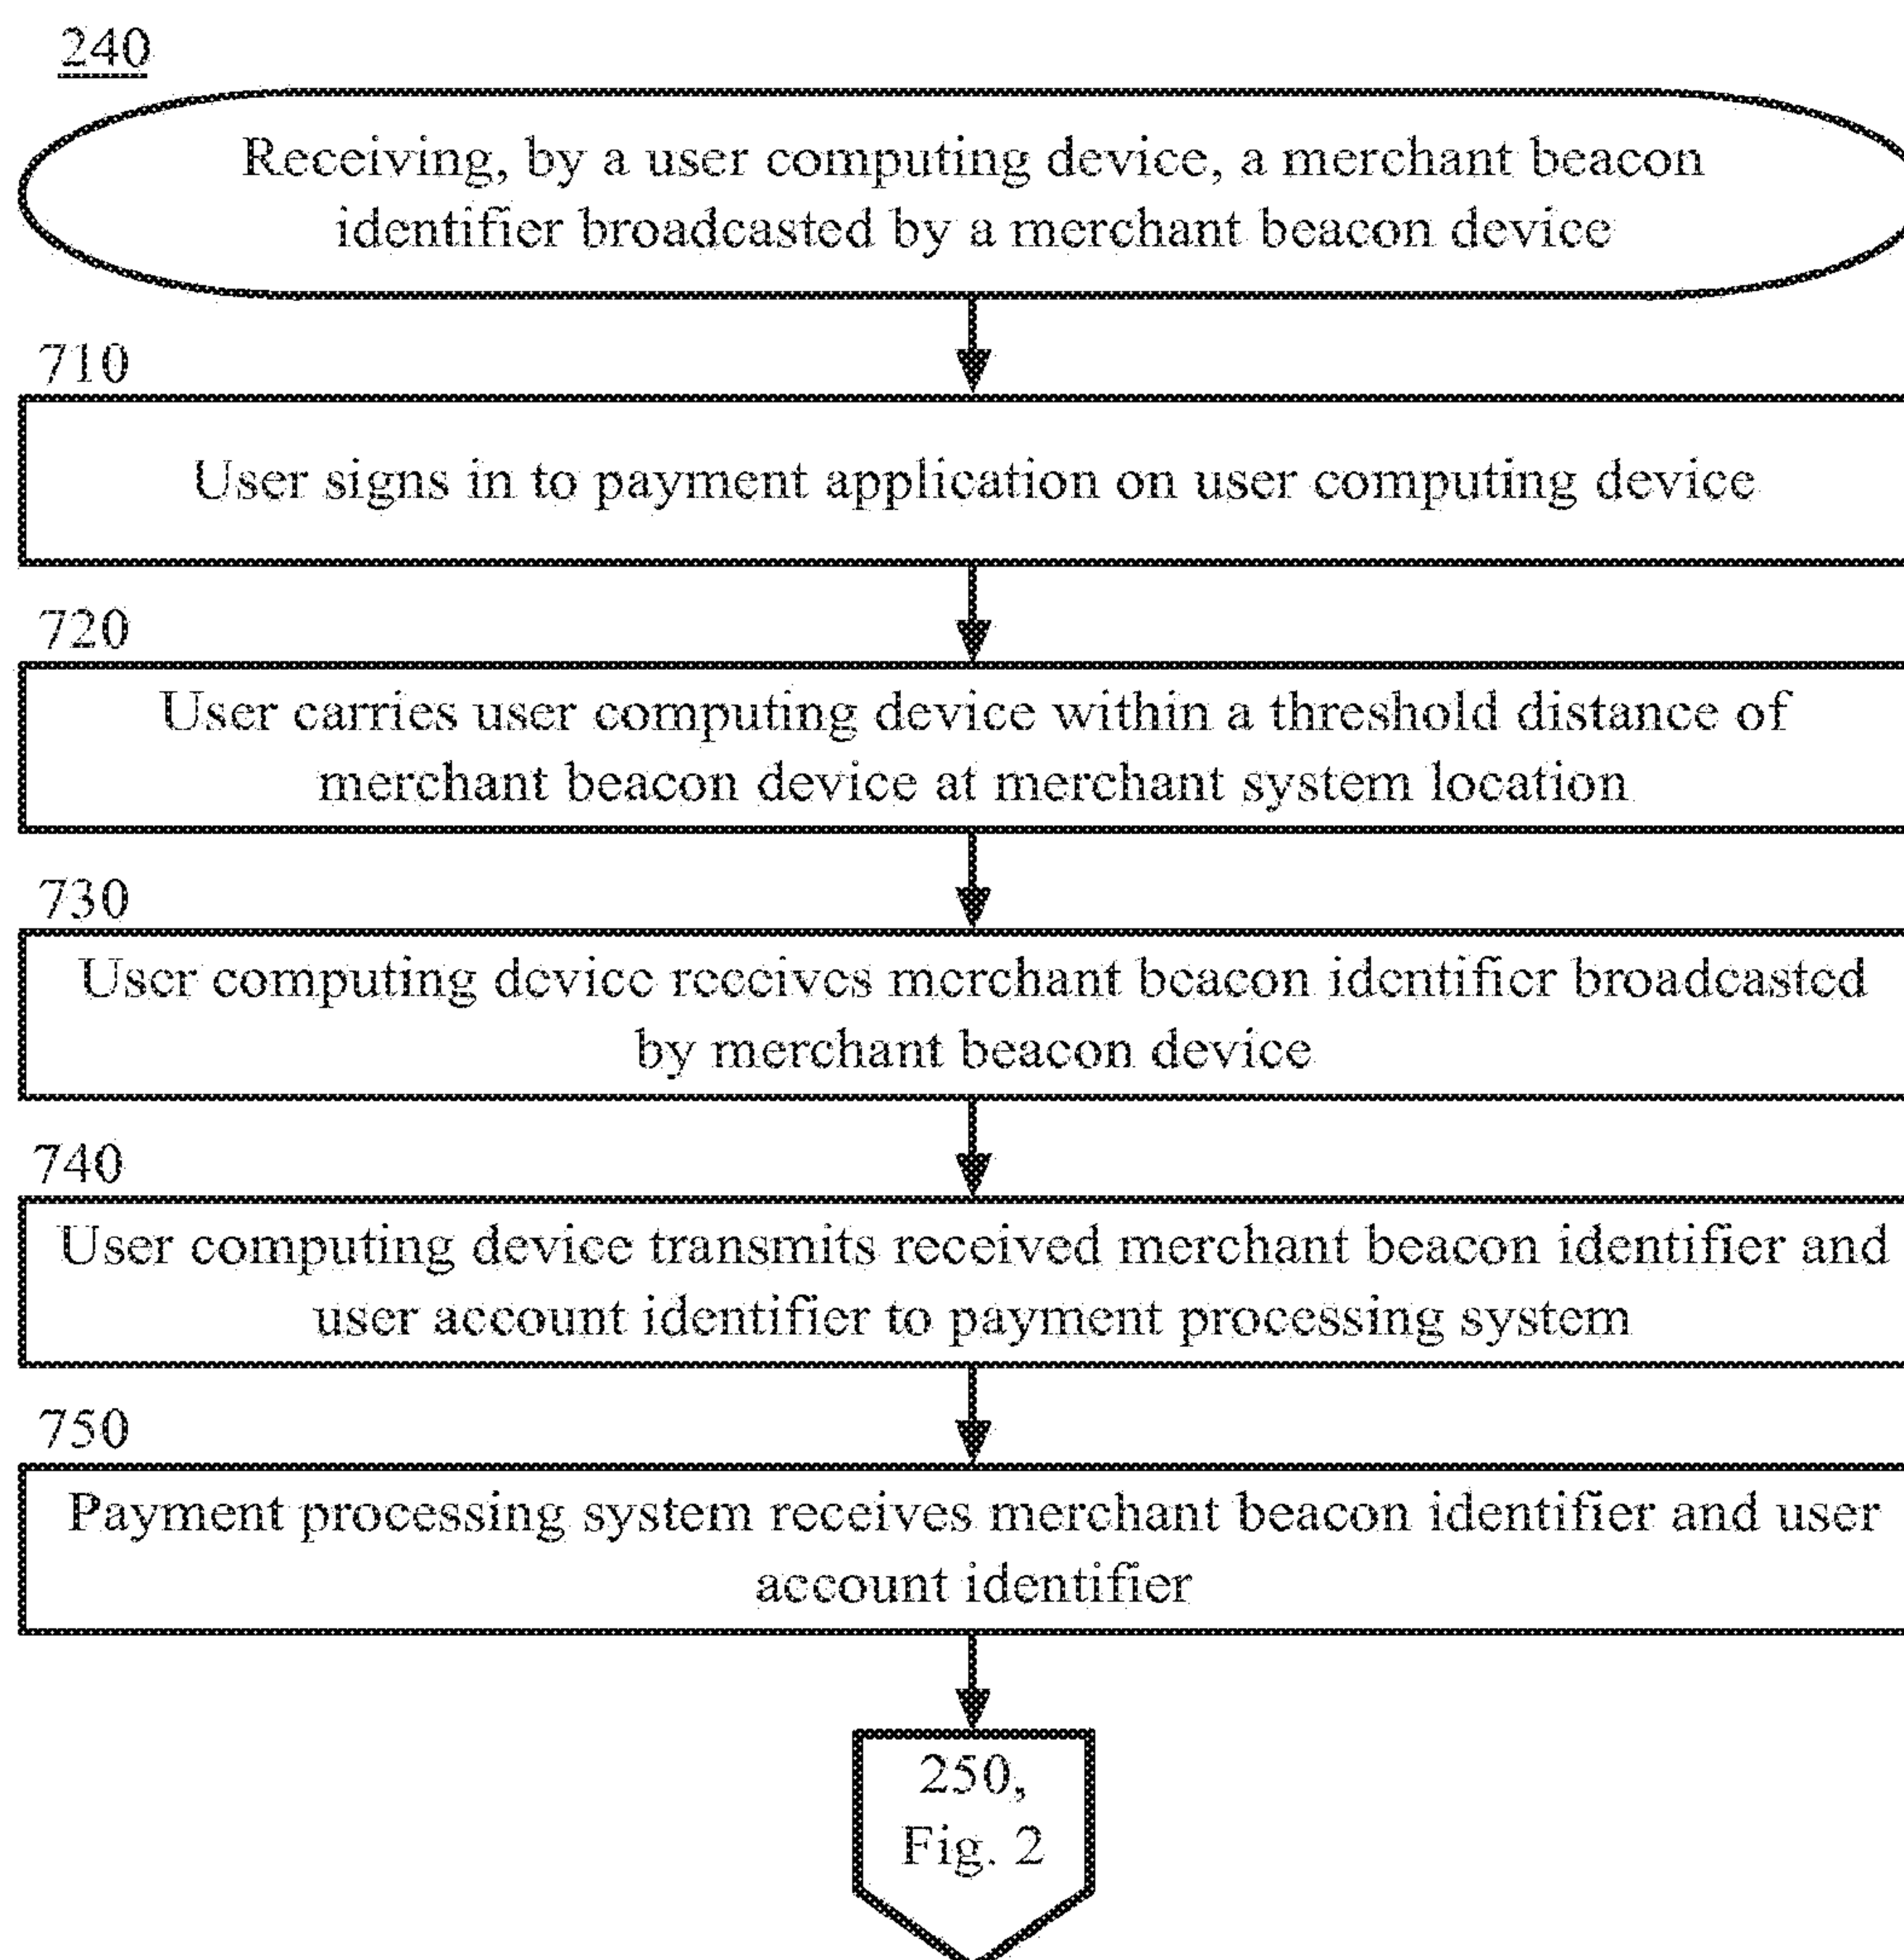 240
Receiving, by a user computing device, a merchant beacon
identifier broadcasted by a merchant beacon device
710
User signs in to payment application on user computing device
720
User carries user computing device within a threshold distance of
merchant beacon device at merchant system location
730
User computing device receives merchant beacon identifier broadcasted
by merchant beacon device
740
User computing device transmits received merchant beacon identifier and
user account identifier to payment processing system
750
Payment processing system receives merchant beacon identifier and user
account identifier
250,
Fig. 2